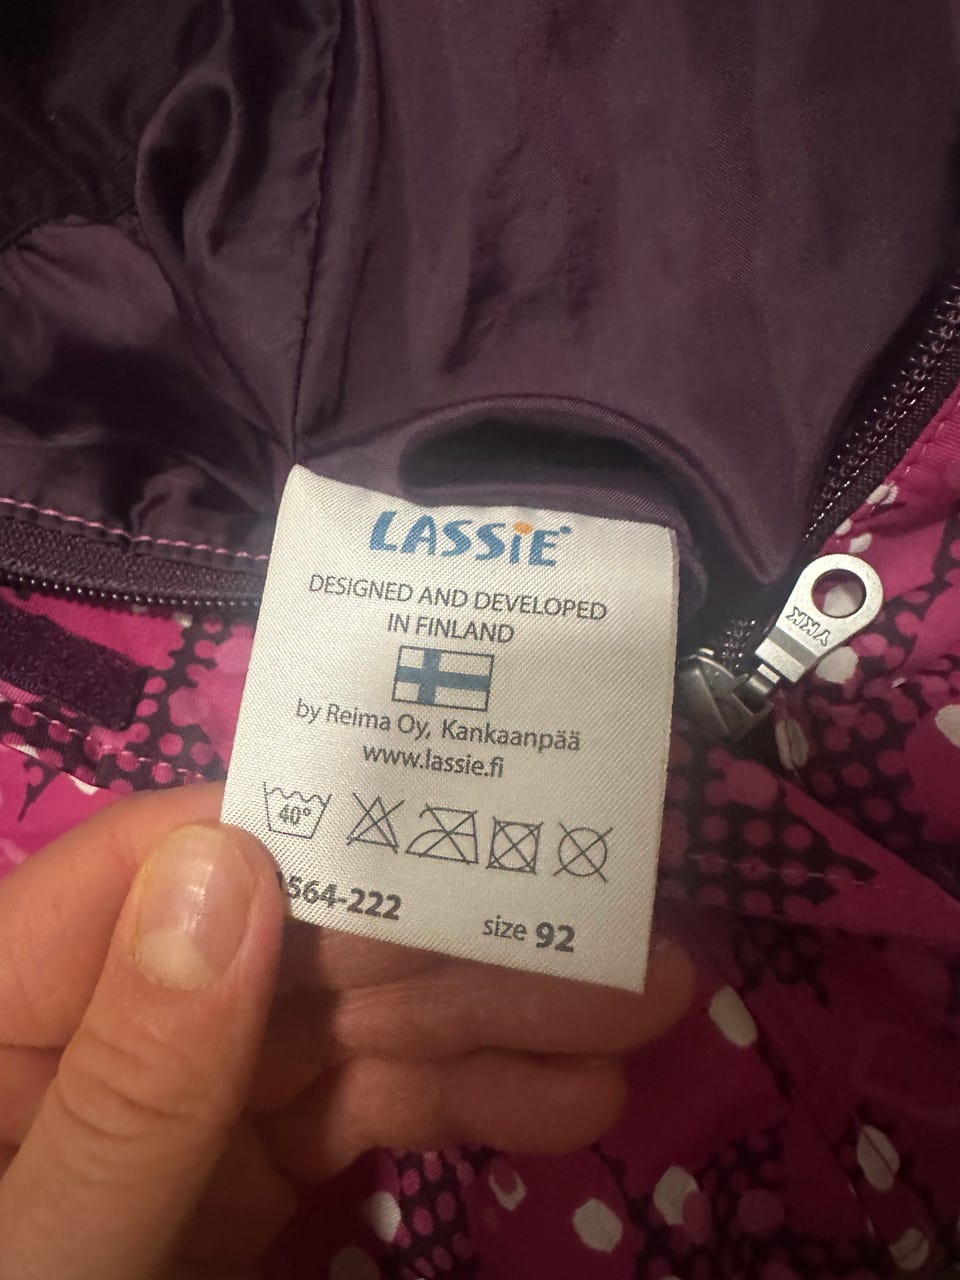 LASSiE
DESIGNED AND DEVELOPED
IN FINLAND
by Reima Oy, Kankaanpää
www.lassie.fi
40°
564-222
size 92
YKK